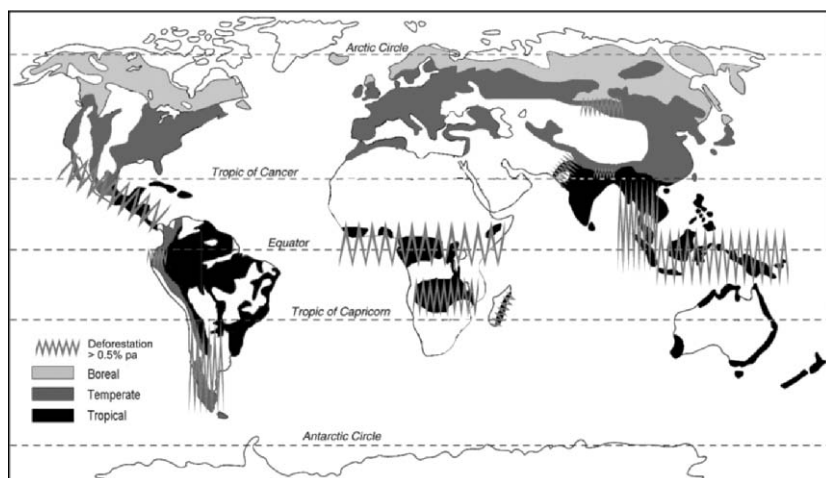 Arctic Circle
Tropic of Cancer
Equator
Tropic of Capricorn
Deforestation
> 0.5% pa
Boreal
Temperate
Tropical
Antarctic Circle